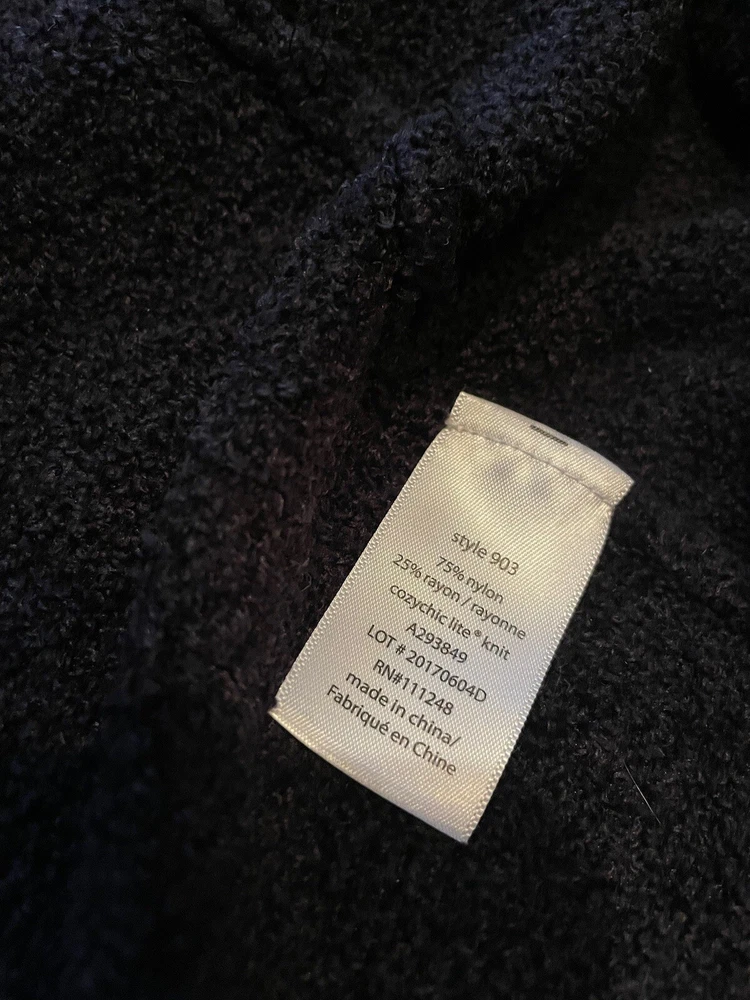 style 903
75% nylon
25% rayon / rayonne
cozychic lite® knit
A293849
LOT # 20170604D
RN#111248
made in china/
Fabriqué en Chine